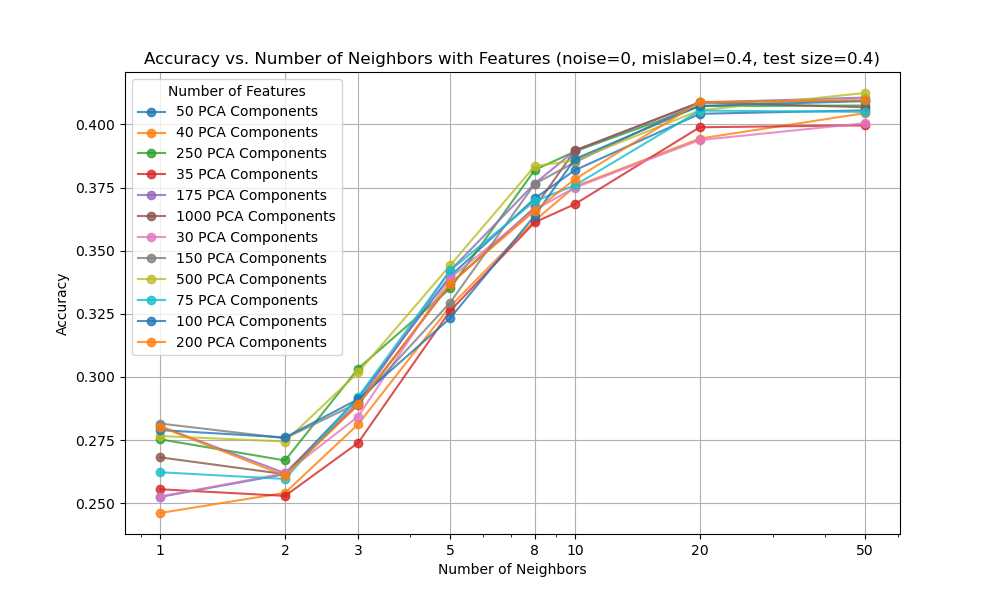 Accuracy vs. Number of Neighbors with Features (noise=0, mislabel=0.4, test size=0.4)
Number of Features
50 PCA Components
40 PCA Components
250 PCA Components
35 PCA Components
175 PCA Components
1000 PCA Components
30 PCA Components
150 PCA Components
500 PCA Components
75 PCA Components
100 PCA Components
200 PCA Components
Accuracy
0.400
0.375
0.350
0.325
0.300
0.275
0.250
1 2 3 5 8 10 20 50
Number of Neighbors